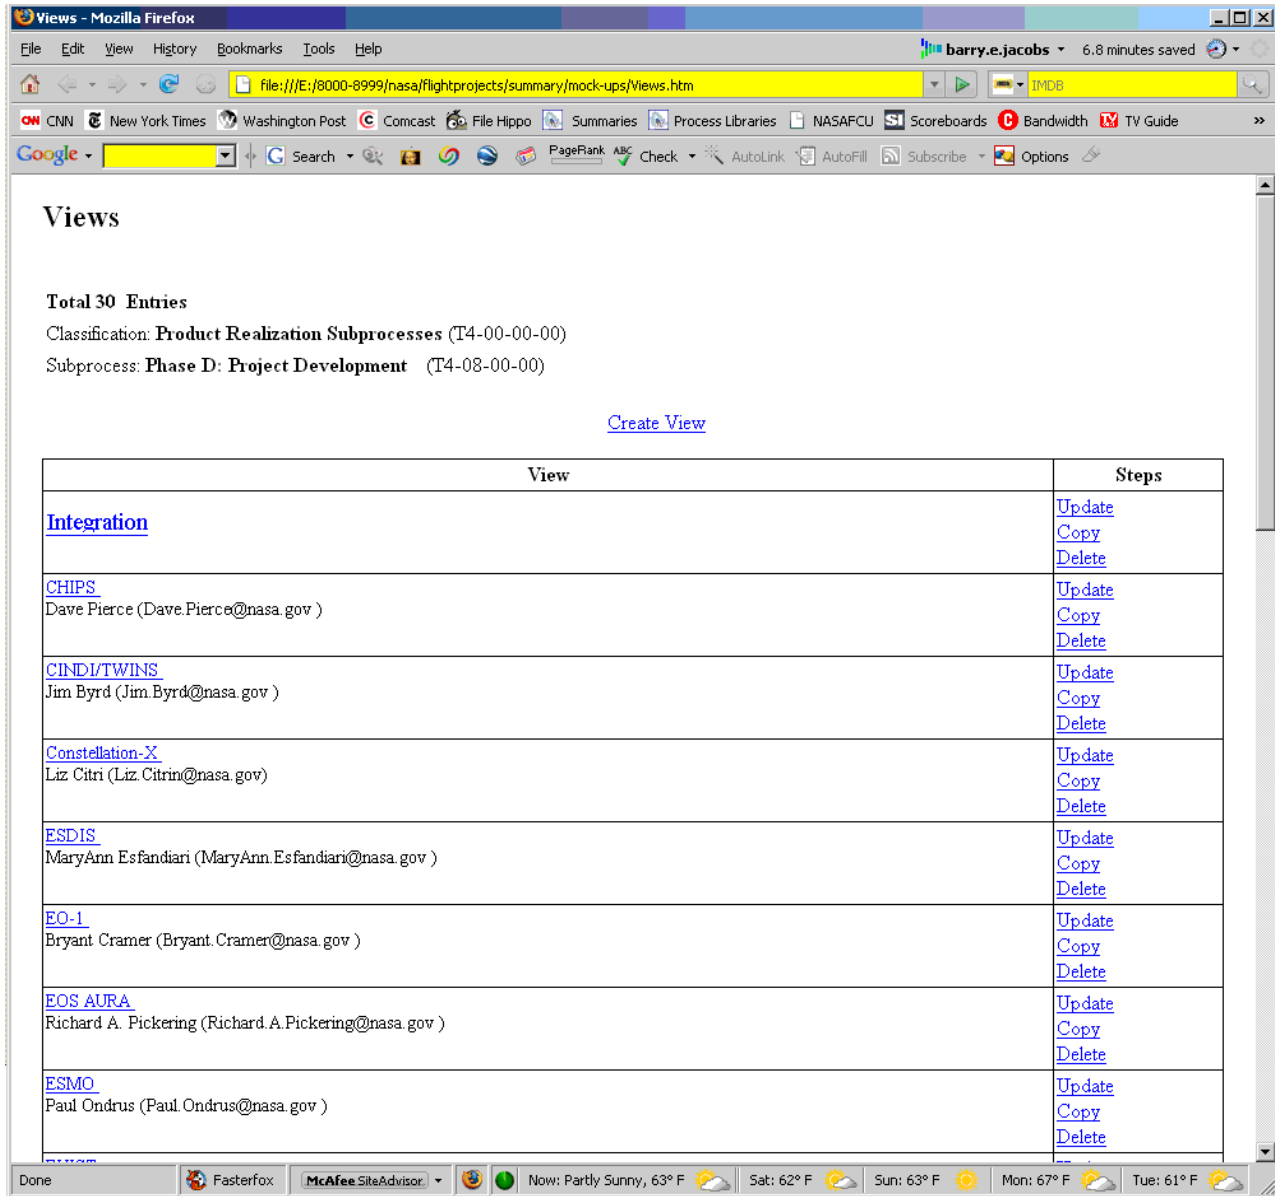 Views - Mozilla Firefox
File Edit View History Bookmarks Tools Help barry.e.jacobs 6.8 minutes saved
file:///E:/8000-8999/nasa/flightprojects/summary/mock-ups/Views.htm IMDB
CNN CNN New York Times Washington Post Comcast File Hippo Summaries Process Libraries NASAFCU SI Scoreboards Bandwidth TV TV Guide »
Google G Search PageRank ABC Check AutoLink AutoFill Subscribe Options
Views
Total 30 Entries
Classification: Product Realization Subprocesses (T4-00-00-00)
Subprocess: Phase D: Project Development (T4-08-00-00)
Create View
View Steps
Integration
Update
Copy
Delete
CHIPS
Dave Pierce (Dave.Pierce@nasa.gov )
Update
Copy
Delete
CINDI/TWINS
Jim Byrd (Jim.Byrd@nasa.gov )
Update
Copy
Delete
Constellation-X
Liz Citri (Liz.Citrin@nasa.gov)
Update
Copy
Delete
ESDIS
MaryAnn Esfandiari (MaryAnn.Esfandiari@nasa.gov )
Update
Copy
Delete
EO-1
Bryant Cramer (Bryant.Cramer@nasa.gov )
Update
Copy
Delete
EOS AURA
Richard A. Pickering (Richard.A.Pickering@nasa.gov )
Update
Copy
Delete
ESMO
Paul Ondrus (Paul.Ondrus@nasa.gov )
Update
Copy
Delete
Done Fasterfox McAfee SiteAdvisor Now: Partly Sunny, 63° F Sat: 62° F Sun: 63° F Mon: 67° F Tue: 61° F